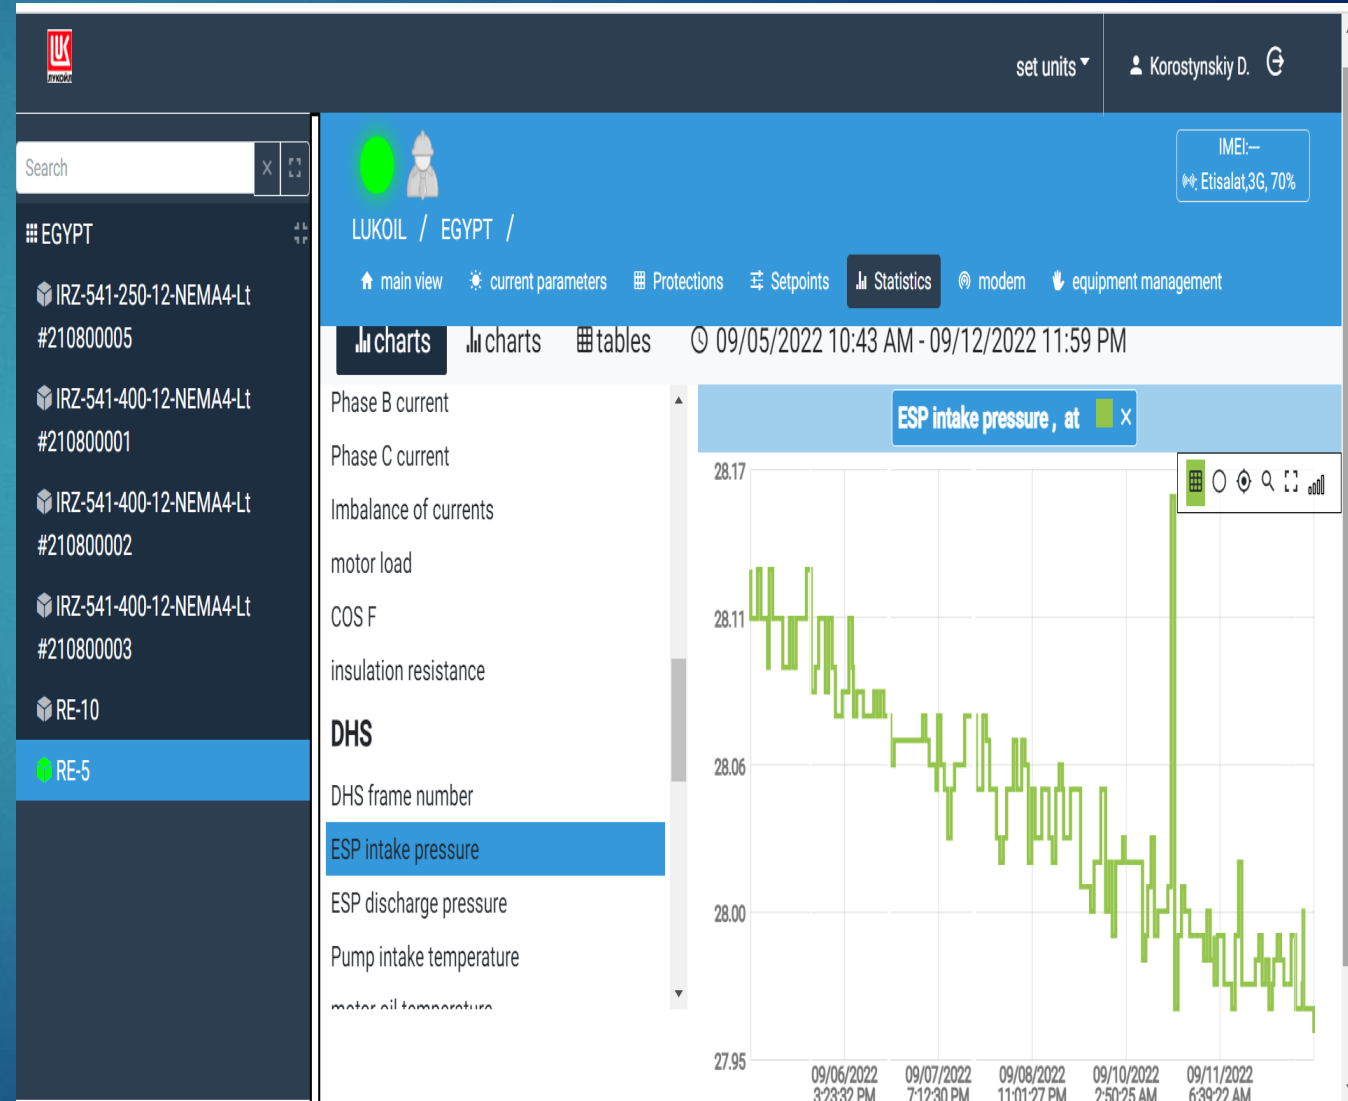 LUK
ЛУКОЙЛ
set units
Korostynskiy D.
Search
EGYPT
IRZ-541-250-12-NEMA4-Lt
#210800005
IRZ-541-400-12-NEMA4-Lt
#210800001
IRZ-541-400-12-NEMA4-Lt
#210800002
IRZ-541-400-12-NEMA4-Lt
#210800003
RE-10
RE-5
IMEI:---
Etisalat,3G, 70%
LUKOIL / EGYPT /
main view current parameters Protections Setpoints Statistics modem equipment management
charts charts tables 09/05/2022 10:43 AM - 09/12/2022 11:59 PM
Phase B current
Phase C current
Imbalance of currents
motor load
COS F
insulation resistance
DHS
DHS frame number
ESP intake pressure
ESP discharge pressure
Pump intake temperature
motor oil temperature
ESP intake pressure , at X
28.17
28.11
28.06
28.00
27.95
09/06/2022 09/07/2022 09/08/2022 09/10/2022 09/11/2022
3:23:32 PM 7:12:30 PM 11:01:27 PM 2:50:25 AM 6:39:22 AM